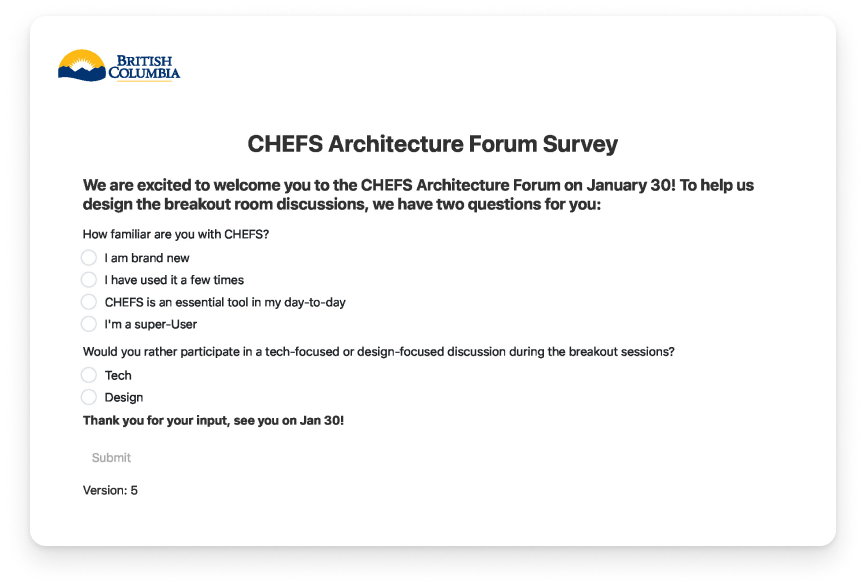 BRITISH
COLUMBIA
CHEFS Architecture Forum Survey
We are excited to welcome you to the CHEFS Architecture Forum on January 30! To help us
design the breakout room discussions, we have two questions for you:
How familiar are you with CHEFS?
I am brand new
I have used it a few times
CHEFS is an essential tool in my day-to-day
I'm a super-User
Would you rather participate in a tech-focused or design-focused discussion during the breakout sessions?
Tech
Design
Thank you for your input, see you on Jan 30!
Submit
Version: 5